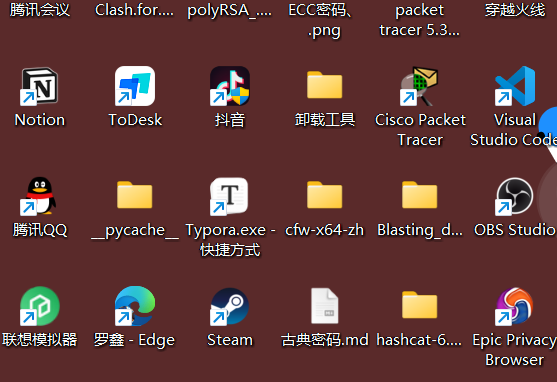 腾讯会议
Clash.for....
polyRSA_....
ECC密码、
.png
packet
tracer 5.3...
穿越火线
Notion
ToDesk
抖音
卸载工具
Cisco Packet
Tracer
Visual
Studio Code
腾讯QQ
__pycache__
Typora.exe -
快捷方式
cfw-x64-zh
Blasting_d...
OBS Studio
联想模拟器
罗鑫 - Edge
Steam
古典密码.md
hashcat-6....
Epic Privacy
Browser